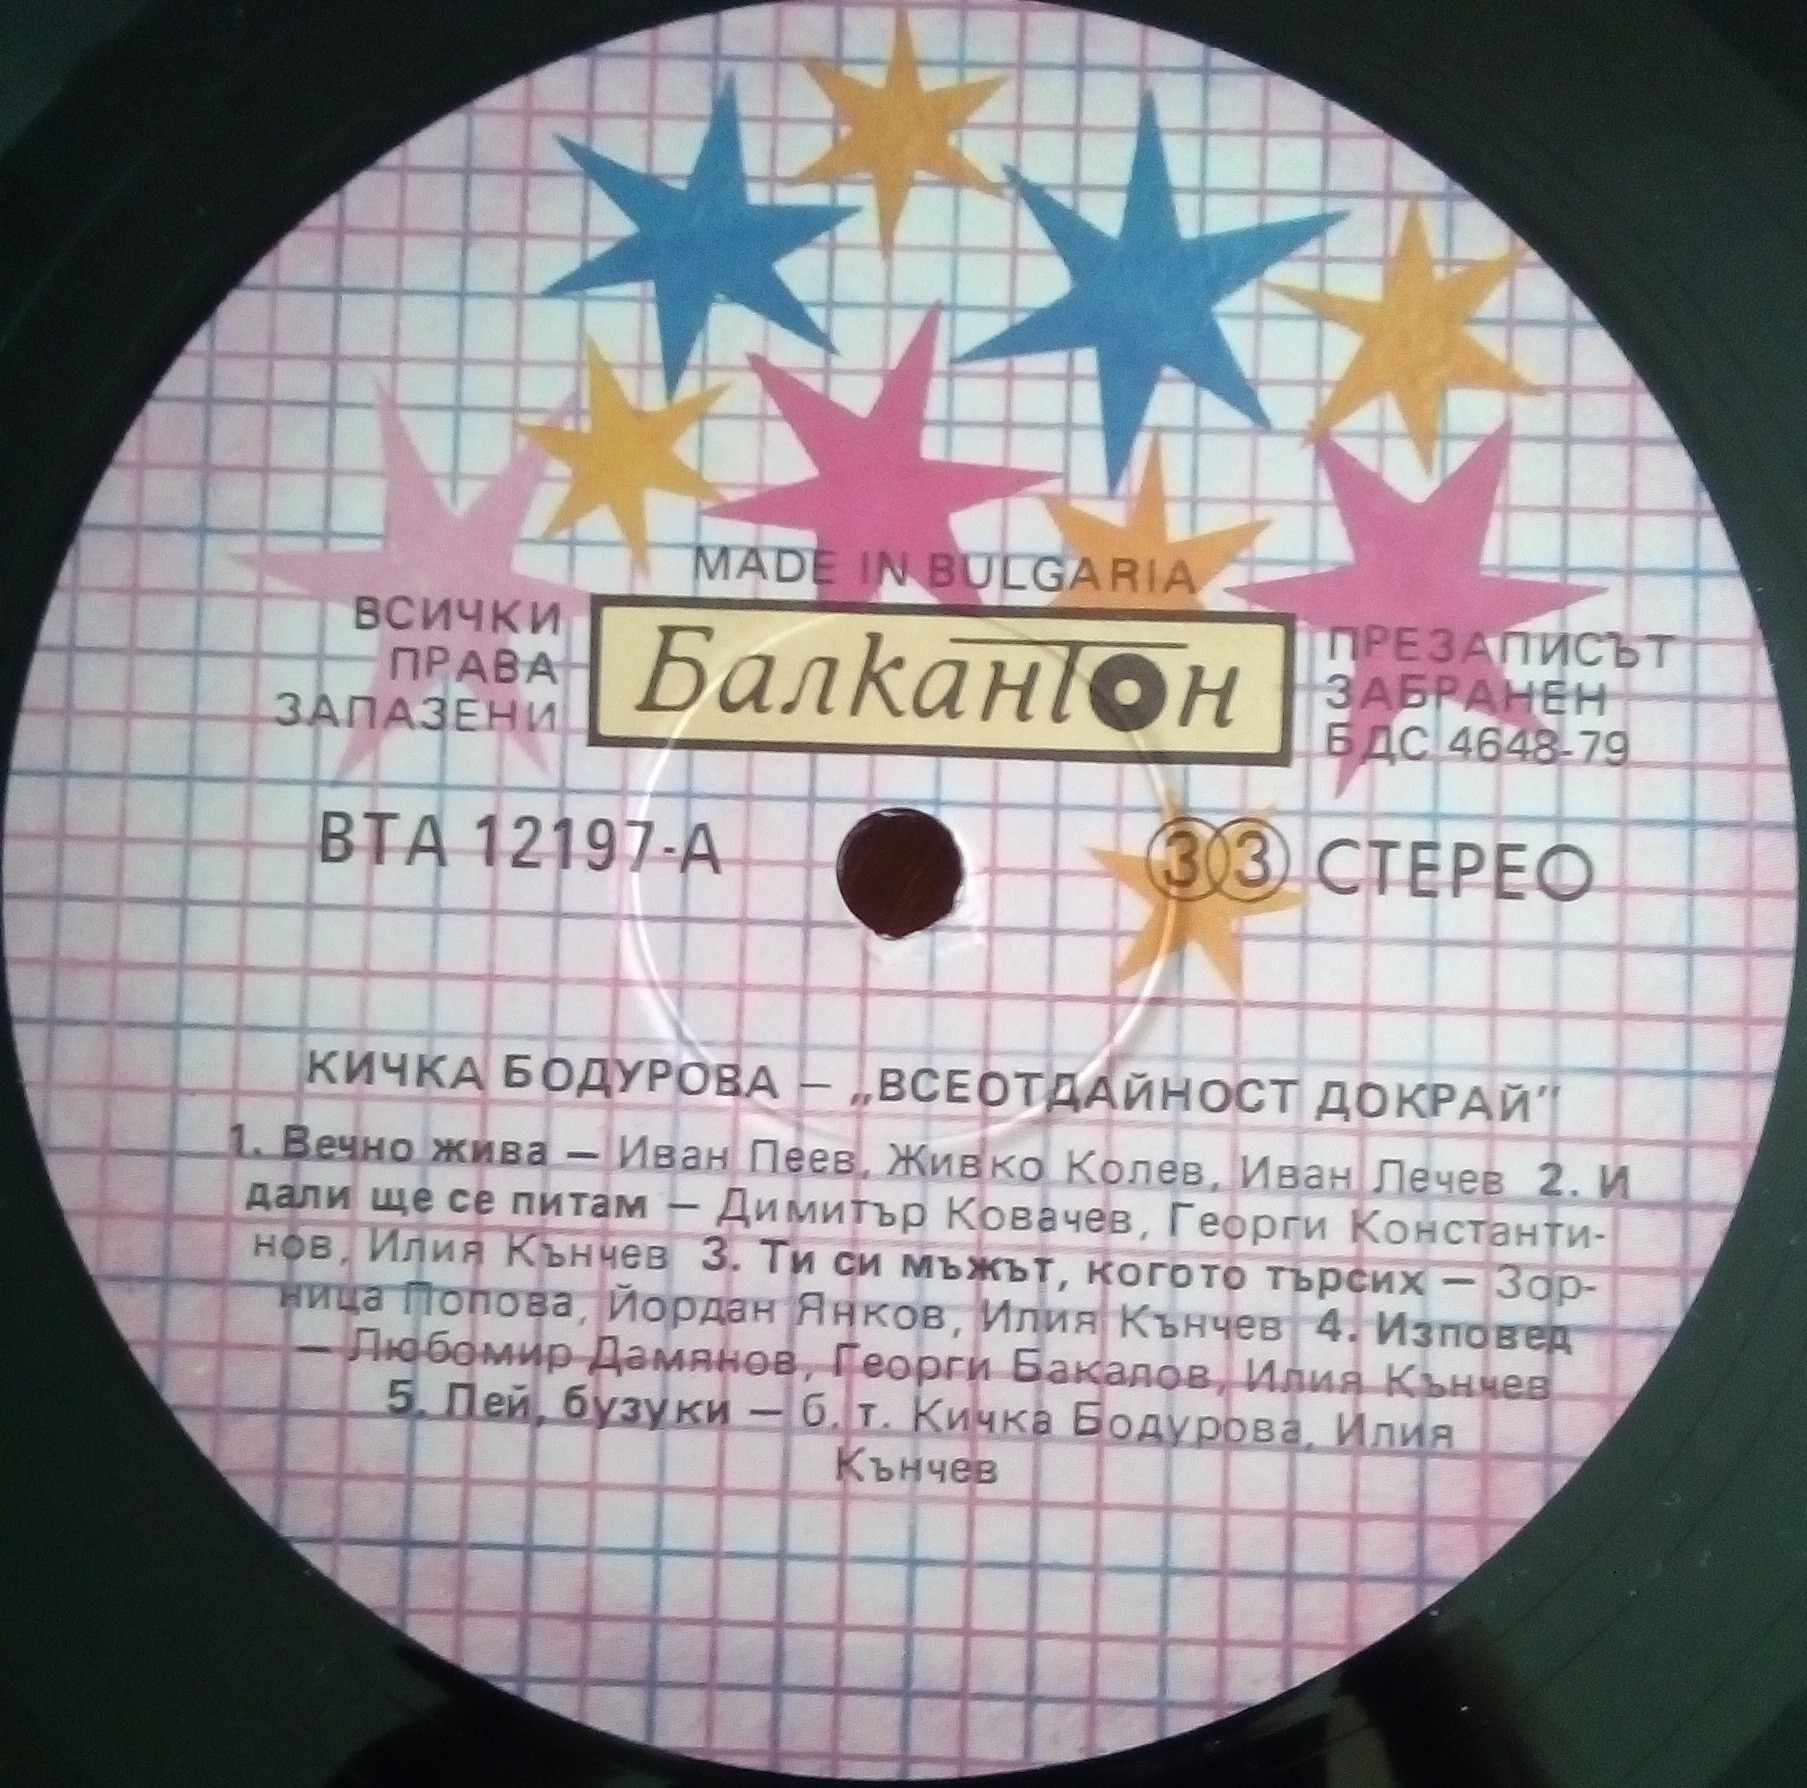 MADE IN BULGARIA
ВСИЧКИ
ПРАВА
ЗАПАЗЕНИ
Балкантон
ПРЕЗАПИСЪТ
ЗАБРАНЕН
БДС 4648-79
ВТА 12197-А
33 СТЕРЕО
КИЧКА БОДУРОВА – „ВСЕОТДАЙНОСТ ДОКРАЙ"
1. Вечно жива – Иван Пеев, Живко Колев, Иван Лечев 2. И
дали ще се питам – Димитър Ковачев, Георги Константи-
нов, Илия Кънчев 3. Ти си мъжът, когото търсих – Зор-
ница Попова, Йордан Янков, Илия Кънчев 4. Изповед
– Любомир Дамянов, Георги Бакалов, Илия Кънчев
5. Пей, бузуки – б. т. Кичка Бодурова, Илия
Кънчев